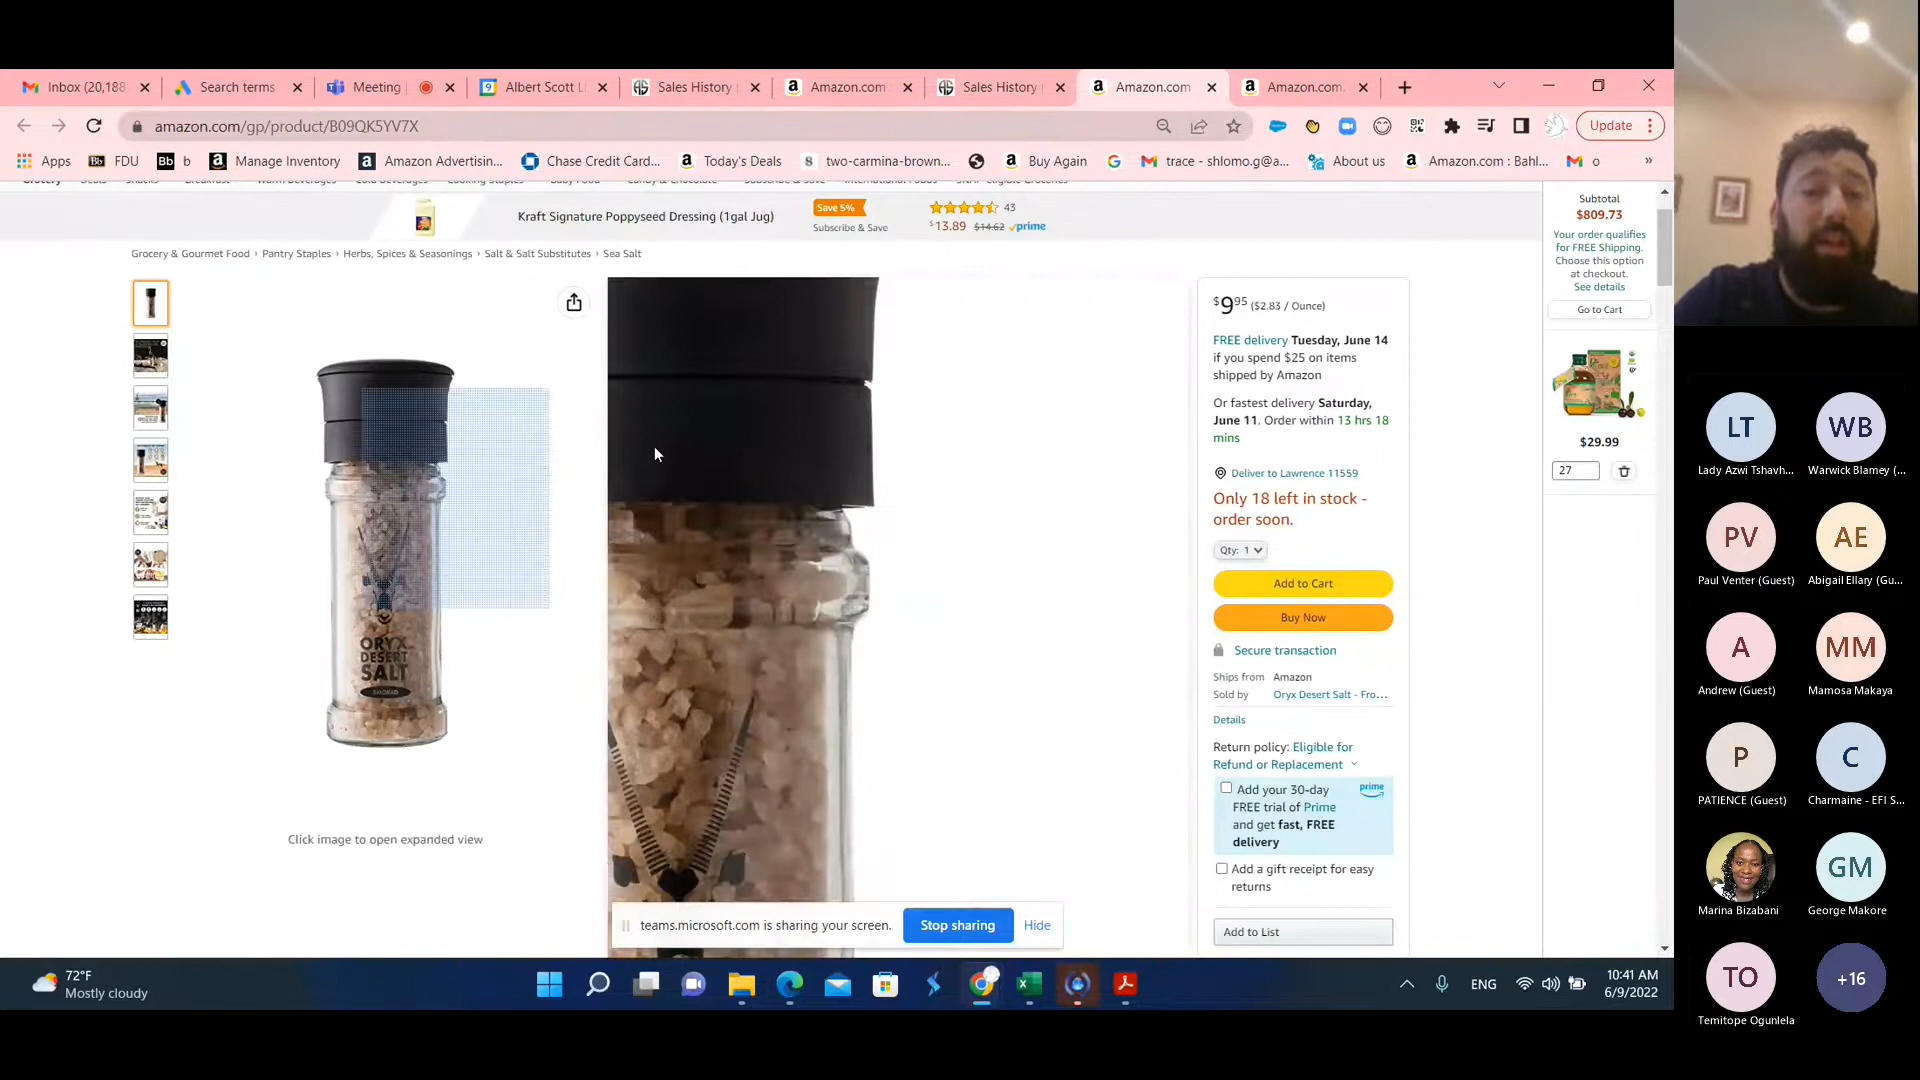 Inbox (20,188
Search terms
Meeting
Albert Scott L
Sales History
Amazon.com
Sales History
Amazon.com
Amazon.com
amazon.com/gp/product/B09QK5YV7X
Update
Apps
FDU
b
Manage Inventory
Amazon Advertisin...
Chase Credit Card...
Today's Deals
two-carmina-brown...
Buy Again
trace - shlomo.g@a...
About us
Amazon.com : Bahl...
o
»
Kraft Signature Poppyseed Dressing (1gal Jug)
Save 5%
Subscribe & Save
43
$13.89 $14.62 prime
Grocery & Gourmet Food › Pantry Staples › Herbs, Spices & Seasonings › Salt & Salt Substitutes › Sea Salt
ORYX
DESERT
SALT
SMOKED
Click image to open expanded view
$9.95 ($2.83 / Ounce)
FREE delivery Tuesday, June 14
if you spend $25 on items
shipped by Amazon
Or fastest delivery Saturday,
June 11. Order within 13 hrs 18
mins
Deliver to Lawrence 11559
Only 18 left in stock -
order soon.
Qty: 1
Add to Cart
Buy Now
Secure transaction
Ships from Amazon
Sold by Oryx Desert Salt - Fro...
Details
Return policy: Eligible for
Refund or Replacement
Add your 30-day
FREE trial of Prime
and get fast, FREE
delivery
prime
Add a gift receipt for easy
returns
Add to List
Subtotal
$809.73
Your order qualifies
for FREE Shipping.
Choose this option
at checkout.
See details
Go to Cart
$29.99
27
teams.microsoft.com is sharing your screen.
Stop sharing
Hide
72°F
Mostly cloudy
ENG
10:41 AM
6/9/2022
LT
Lady Azwi Tshavh...
WB
Warwick Blamey (...
PV
Paul Venter (Guest)
AE
Abigail Ellary (Gu...
A
Andrew (Guest)
MM
Mamosa Makaya
P
PATIENCE (Guest)
C
Charmaine - EFI S...
Marina Bizabani
GM
George Makore
TO
Temitope Ogunlela
+16